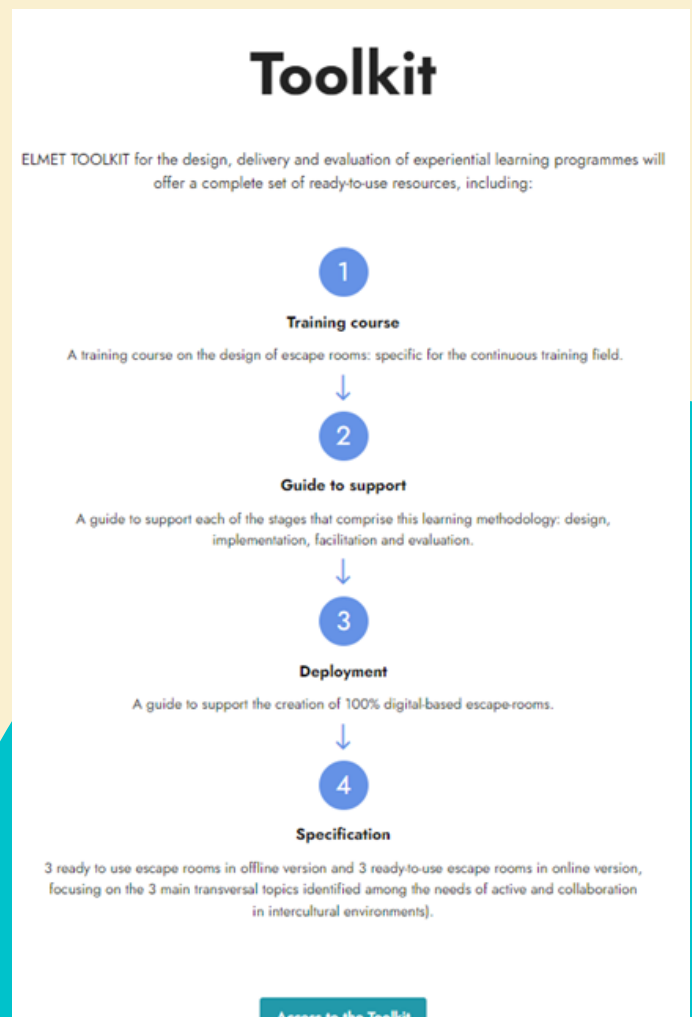 Toolkit
ELMET TOOLKIT for the design, delivery and evaluation of experiential learning programmes will
offer a complete set of ready-to-use resources, including:
1
Training course
A training course on the design of escape rooms: specific for the continuous training field.
↓
2
Guide to support
A guide to support each of the stages that comprise this learning methodology: design,
implementation, facilitation and evaluation.
↓
3
Deployment
A guide to support the creation of 100% digital-based escape-rooms.
↓
4
Specification
3 ready to use escape rooms in offline version and 3 ready-to-use escape rooms in online version,
focusing on the 3 main transversal topics identified among the needs of active and collaboration
in intercultural environments).
Access to the Toolkit